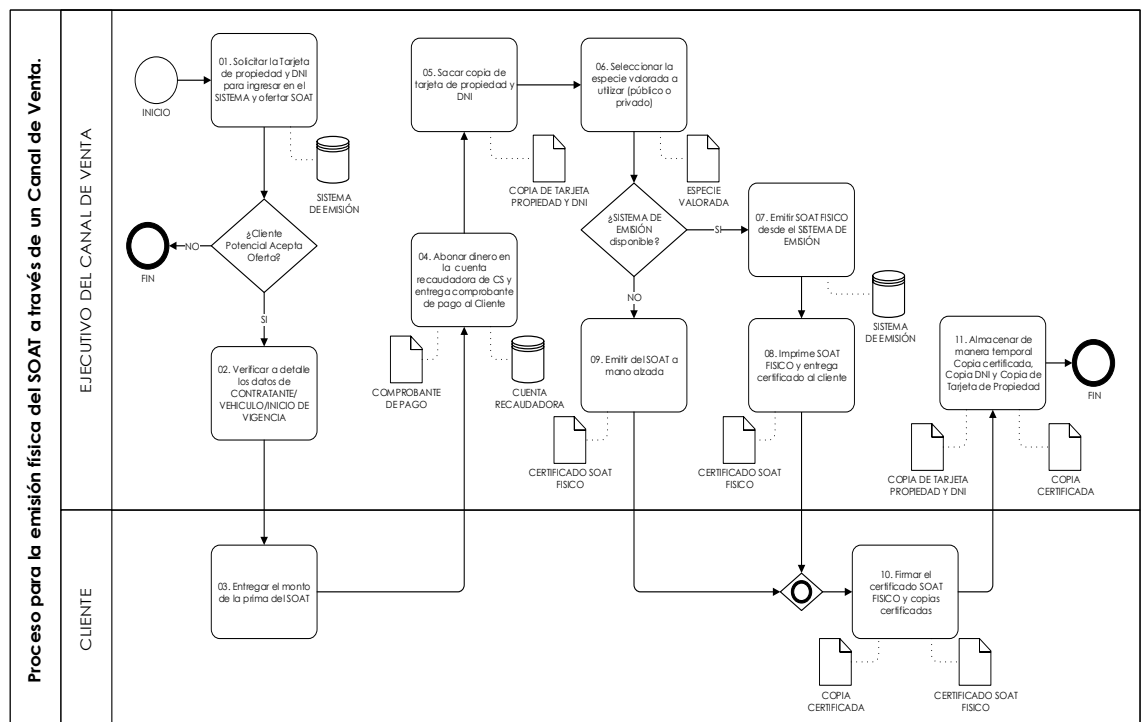 Proceso para la emisión física del SOAT a través de un Canal de Venta.
EJECUTIVO DEL CANAL DE VENTA
INICIO
01. Solicitar la Tarjeta
de propiedad y DNI
para ingresar en el
SISTEMA y ofertar SOAT
SISTEMA
DE EMISIÓN
¿Cliente
Potencial Acepta
Oferta?
NO
FIN
SI
02. Verificar a detalle
los datos de
CONTRATANTE/
VEHICULO/INICIO DE
VIGENCIA
05. Sacar copia de
tarjeta de propiedad y
DNI
COPIA DE TARJETA
PROPIEDAD Y DNI
04. Abonar dinero en
la cuenta
recaudadora de CS y
entrega comprobante
de pago al Cliente
COMPROBANTE
DE PAGO
CUENTA
RECAUDADORA
06. Seleccionar la
especie valorada a
utilizar (público o
privado)
ESPECIE
VALORADA
¿SISTEMA DE
EMISIÓN
disponible?
SI
NO
07. Emitir SOAT FISICO
desde el SISTEMA DE
EMISIÓN
SISTEMA
DE EMISIÓN
09. Emitir del SOAT a
mano alzada
CERTIFICADO SOAT
FISICO
08. Imprime SOAT
FISICO y entrega
certificado al cliente
CERTIFICADO SOAT
FISICO
11. Almacenar de
manera temporal
Copia certificada,
Copia DNI y Copia de
Tarjeta de Propiedad
COPIA DE TARJETA
PROPIEDAD Y DNI
COPIA
CERTIFICADA
FIN
CLIENTE
03. Entregar el monto
de la prima del SOAT
10. Firmar el
certificado SOAT
FISICO y copias
certificadas
COPIA
CERTIFICADA
CERTIFICADO SOAT
FISICO